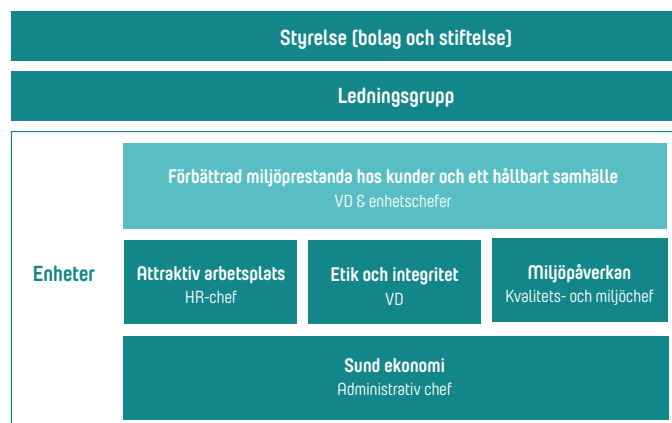 Styrelse (bolag och stiftelse)
Ledningsgrupp
Förbättrad miljöprestanda hos kunder och ett hållbart samhälle
VD & enhetschefer
Enheter
Attraktiv arbetsplats
HR-chef
Etik och integritet
VD
Miljöpåverkan
Kvalitets- och miljöchef
Sund ekonomi
Administrativ chef